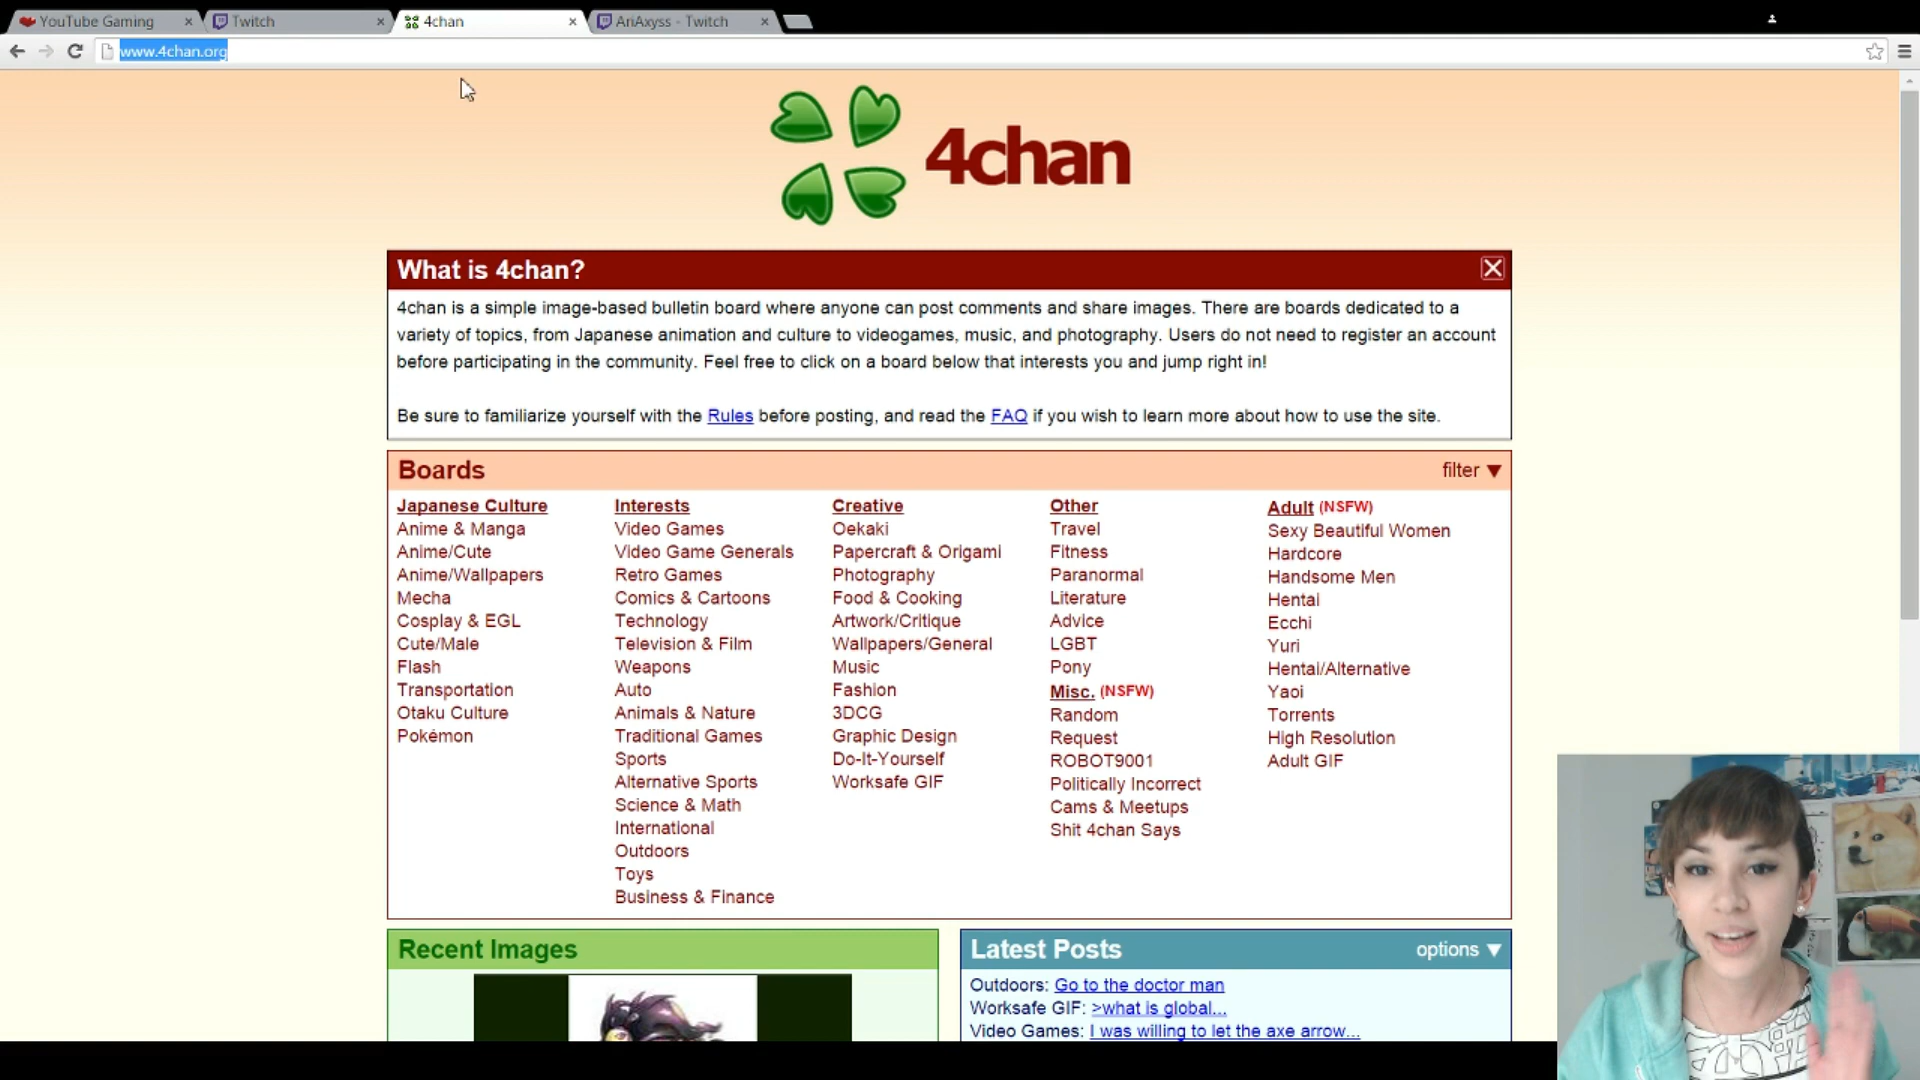 YouTube Gaming
Twitch
4chan
AriAxyss - Twitch
www.4chan.org
4chan
What is 4chan?
4chan is a simple image-based bulletin board where anyone can post comments and share images. There are boards dedicated to a
variety of topics, from Japanese animation and culture to videogames, music, and photography. Users do not need to register an account
before participating in the community. Feel free to click on a board below that interests you and jump right in!
Be sure to familiarize yourself with the Rules before posting, and read the FAQ if you wish to learn more about how to use the site.
Boards
filter ▼
Japanese Culture
Anime & Manga
Anime/Cute
Anime/Wallpapers
Mecha
Cosplay & EGL
Cute/Male
Flash
Transportation
Otaku Culture
Pokémon
Interests
Video Games
Video Game Generals
Retro Games
Comics & Cartoons
Technology
Television & Film
Weapons
Auto
Animals & Nature
Traditional Games
Sports
Alternative Sports
Science & Math
International
Outdoors
Toys
Business & Finance
Creative
Oekaki
Papercraft & Origami
Photography
Food & Cooking
Artwork/Critique
Wallpapers/General
Music
Fashion
3DCG
Graphic Design
Do-It-Yourself
Worksafe GIF
Other
Travel
Fitness
Paranormal
Literature
Advice
LGBT
Pony
Misc. (NSFW)
Random
Request
ROBOT9001
Politically Incorrect
Cams & Meetups
Shit 4chan Says
Adult (NSFW)
Sexy Beautiful Women
Hardcore
Handsome Men
Hentai
Ecchi
Yuri
Hentai/Alternative
Yaoi
Torrents
High Resolution
Adult GIF
Recent Images
Latest Posts
options ▼
Outdoors: Go to the doctor man
Worksafe GIF: >what is global...
Video Games: I was willing to let the axe arrow...